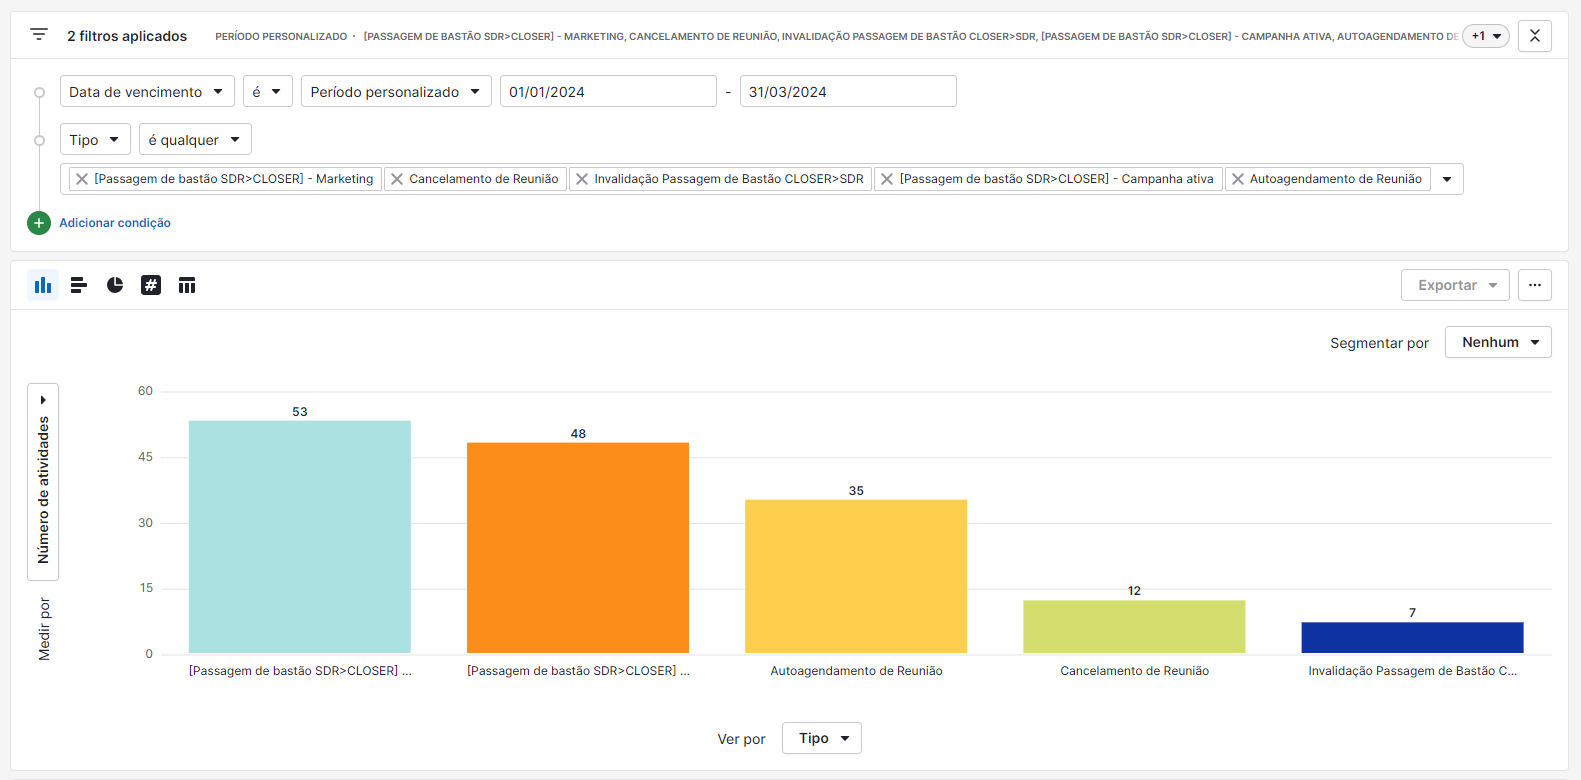 2 filtros aplicados
PERÍODO PERSONALIZADO · [PASSAGEM DE BASTÃO SDR>CLOSER] - MARKETING, CANCELAMENTO DE REUNIÃO, INVALIDAÇÃO PASSAGEM DE BASTÃO CLOSER>SDR, [PASSAGEM DE BASTÃO SDR>CLOSER] - CAMPANHA ATIVA, AUTOAGENDAMENTO DE
+1
Data de vencimento é Período personalizado 01/01/2024 - 31/03/2024
Tipo é qualquer
[Passagem de bastão SDR>CLOSER] - Marketing Cancelamento de Reunião Invalidação Passagem de Bastão CLOSER>SDR [Passagem de bastão SDR>CLOSER] - Campanha ativa Autoagendamento de Reunião
Adicionar condição
Exportar ...
Segmentar por Nenhum
Número de atividades
Medir por
60
45
30
15
0
53
48
35
12
7
[Passagem de bastão SDR>CLOSER] ...
[Passagem de bastão SDR>CLOSER] ...
Autoagendamento de Reunião
Cancelamento de Reunião
Invalidação Passagem de Bastão C...
Ver por Tipo